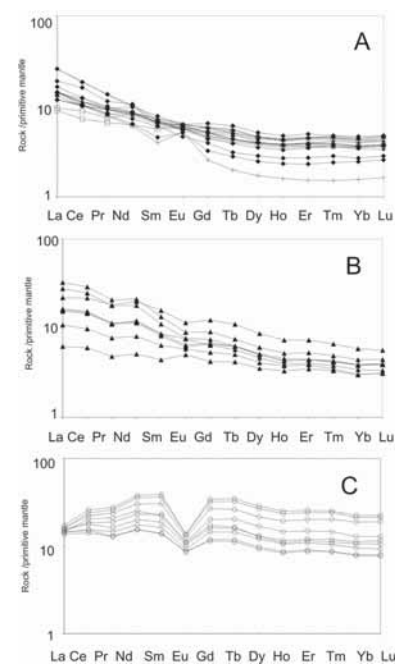 100
A
Rock /primitive mantle
10
1
La Ce Pr Nd Sm Eu Gd Tb Dy Ho Er Tm Yb Lu
100
B
Rock /primitive mantle
10
1
La Ce Pr Nd Sm Eu Gd Tb Dy Ho Er Tm Yb Lu
100
C
Rock /primitive mantle
10
1
La Ce Pr Nd Sm Eu Gd Tb Dy Ho Er Tm Yb Lu